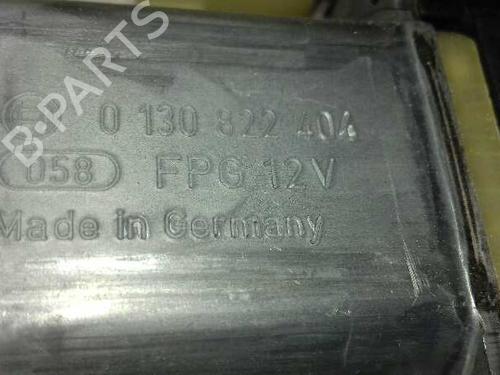 B-PARTS
0 130 822 404
058 FPG 12V
Made in Germany